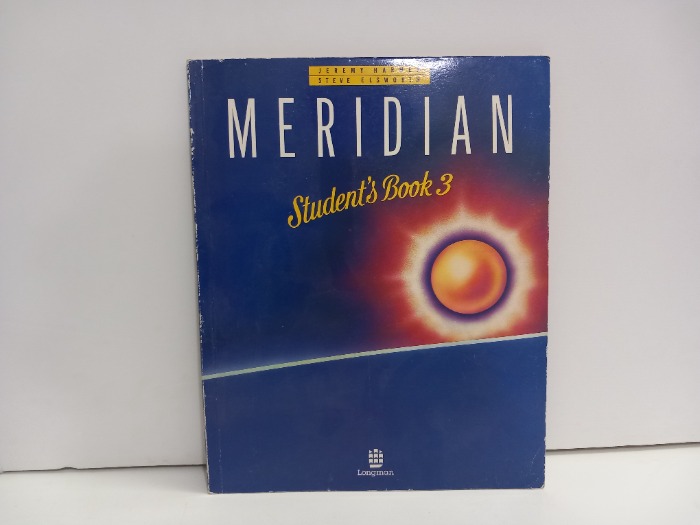 JEREMY HARMER
STEVE ELSWORTH
MERIDIAN
Student's Book 3
Longman